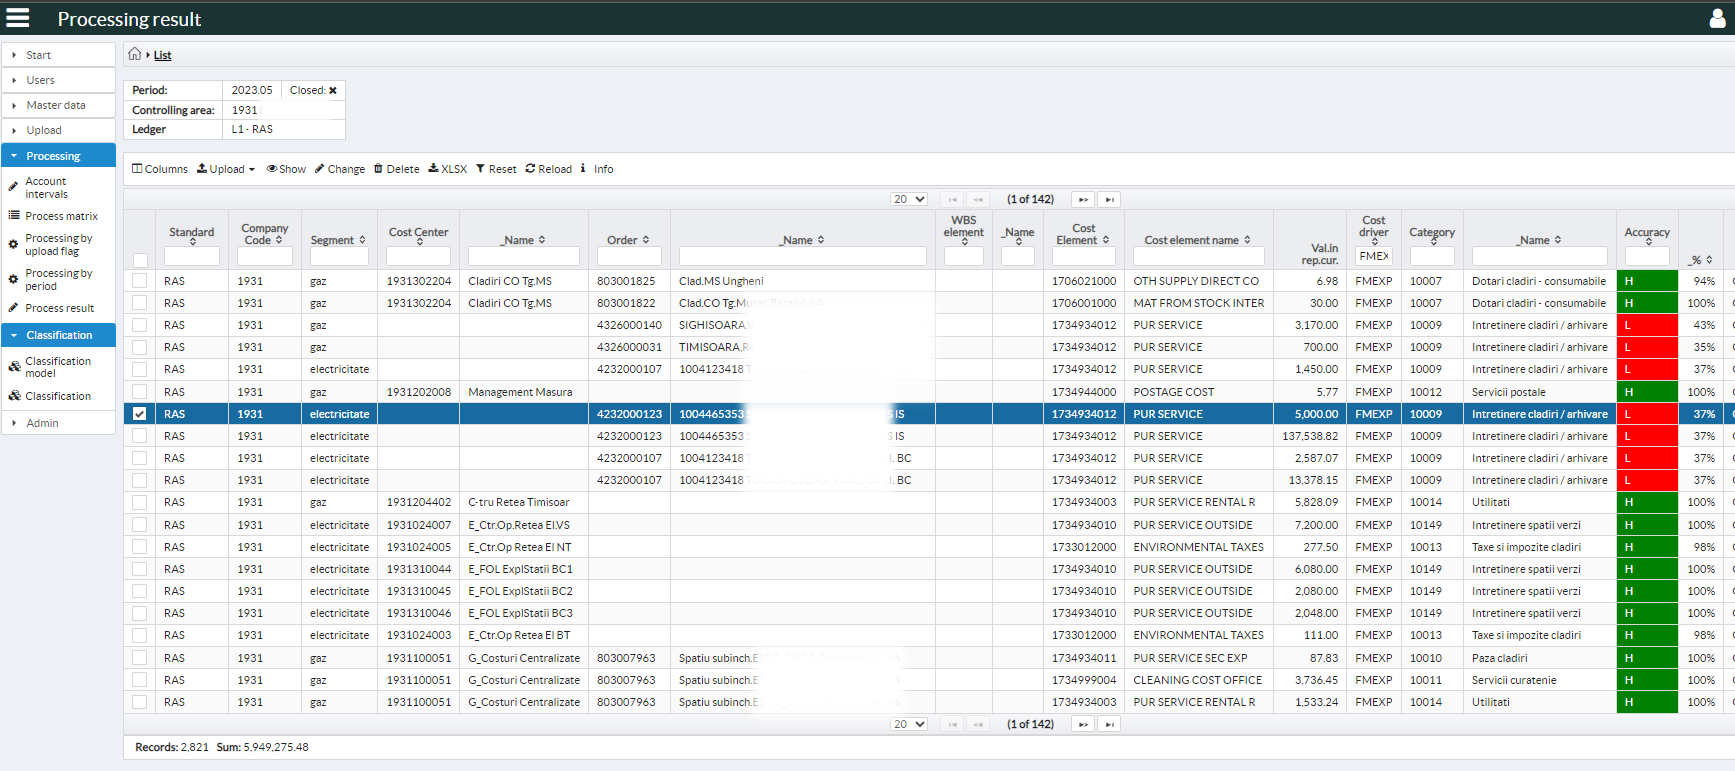 Processing result
Start
Users
Master data
Upload
Processing
Account intervals
Process matrix
Processing by upload flag
Processing by period
Process result
Classification
Classification model
Classification
Admin
List
Period: 2023.05 Closed:
Controlling area: 1931
Ledger L1 - RAS
Columns Upload Show Change Delete XLSX Reset Reload Info
20 (1 of 142)
Standard Company Code Segment Cost Center _Name Order _Name WBS element _Name Cost Element Cost element name Val.in rep.cur. Cost driver Category _Name Accuracy _%
FMEX
RAS 1931 gaz 1931302204 Cladiri CO Tg.MS 803001825 Clad.MS Ungheni 1706021000 OTH SUPPLY DIRECT CO 6.98 FMEXP 10007 Dotari cladiri - consumabile H 94%
RAS 1931 gaz 1931302204 Cladiri CO Tg.MS 803001822 Clad.CO 1706001000 MAT FROM STOCK INTER 30.00 FMEXP 10007 Dotari cladiri - consumabile H 100%
RAS 1931 gaz 4326000140 SIGHISOARA, 1734934012 PUR SERVICE 3,170.00 FMEXP 10009 Intretinere cladiri / arhivare L 43%
RAS 1931 gaz 4326000031 TIMISOARA, 1734934012 PUR SERVICE 700.00 FMEXP 10009 Intretinere cladiri / arhivare L 35%
RAS 1931 electricitate 4232000107 1004123418 1734934012 PUR SERVICE 1,450.00 FMEXP 10009 Intretinere cladiri / arhivare L 37%
RAS 1931 gaz 1931202008 Management Masura 1734944000 POSTAGE COST 5.77 FMEXP 10012 Servicii postale H 100%
RAS 1931 electricitate 4232000123 1004465353 IS 1734934012 PUR SERVICE 5,000.00 FMEXP 10009 Intretinere cladiri / arhivare L 37%
RAS 1931 electricitate 4232000123 1004465353 IS 1734934012 PUR SERVICE 137,538.82 FMEXP 10009 Intretinere cladiri / arhivare L 37%
RAS 1931 electricitate 4232000107 1004123418 BC 1734934012 PUR SERVICE 2,587.07 FMEXP 10009 Intretinere cladiri / arhivare L 37%
RAS 1931 electricitate 4232000107 1004123418 BC 1734934012 PUR SERVICE 13,378.15 FMEXP 10009 Intretinere cladiri / arhivare L 37%
RAS 1931 gaz 1931204402 C-tru Retea Timisoar 1734934003 PUR SERVICE RENTAL R 5,828.09 FMEXP 10014 Utilitati H 100%
RAS 1931 electricitate 1931024007 E_Ctr.Op.Retea El.VS 1734934010 PUR SERVICE OUTSIDE 7,200.00 FMEXP 10149 Intretinere spatii verzi H 100%
RAS 1931 electricitate 1931024005 E_Ctr.Op Retea El NT 1733012000 ENVIRONMENTAL TAXES 277.50 FMEXP 10013 Taxe si impozite cladiri H 98%
RAS 1931 electricitate 1931310044 E_FOL ExplStatii BC1 1734934010 PUR SERVICE OUTSIDE 6,080.00 FMEXP 10149 Intretinere spatii verzi H 100%
RAS 1931 electricitate 1931310045 E_FOL ExplStatii BC2 1734934010 PUR SERVICE OUTSIDE 2,080.00 FMEXP 10149 Intretinere spatii verzi H 100%
RAS 1931 electricitate 1931310046 E_FOL ExplStatii BC3 1734934010 PUR SERVICE OUTSIDE 2,048.00 FMEXP 10149 Intretinere spatii verzi H 100%
RAS 1931 electricitate 1931024003 E_Ctr.Op Retea El BT 1733012000 ENVIRONMENTAL TAXES 111.00 FMEXP 10013 Taxe si impozite cladiri H 98%
RAS 1931 gaz 1931100051 G_Costuri Centralizate 803007963 Spatiu subinch. 1734934011 PUR SERVICE SEC EXP 87.83 FMEXP 10010 Paza cladiri H 100%
RAS 1931 gaz 1931100051 G_Costuri Centralizate 803007963 Spatiu subinch. 1734999004 CLEANING COST OFFICE 3,736.45 FMEXP 10011 Servicii curatenie H 100%
RAS 1931 gaz 1931100051 G_Costuri Centralizate 803007963 Spatiu subinch. 1734934003 PUR SERVICE RENTAL R 1,533.24 FMEXP 10014 Utilitati H 100%
20 (1 of 142)
Records: 2,821 Sum: 5,949,275.48